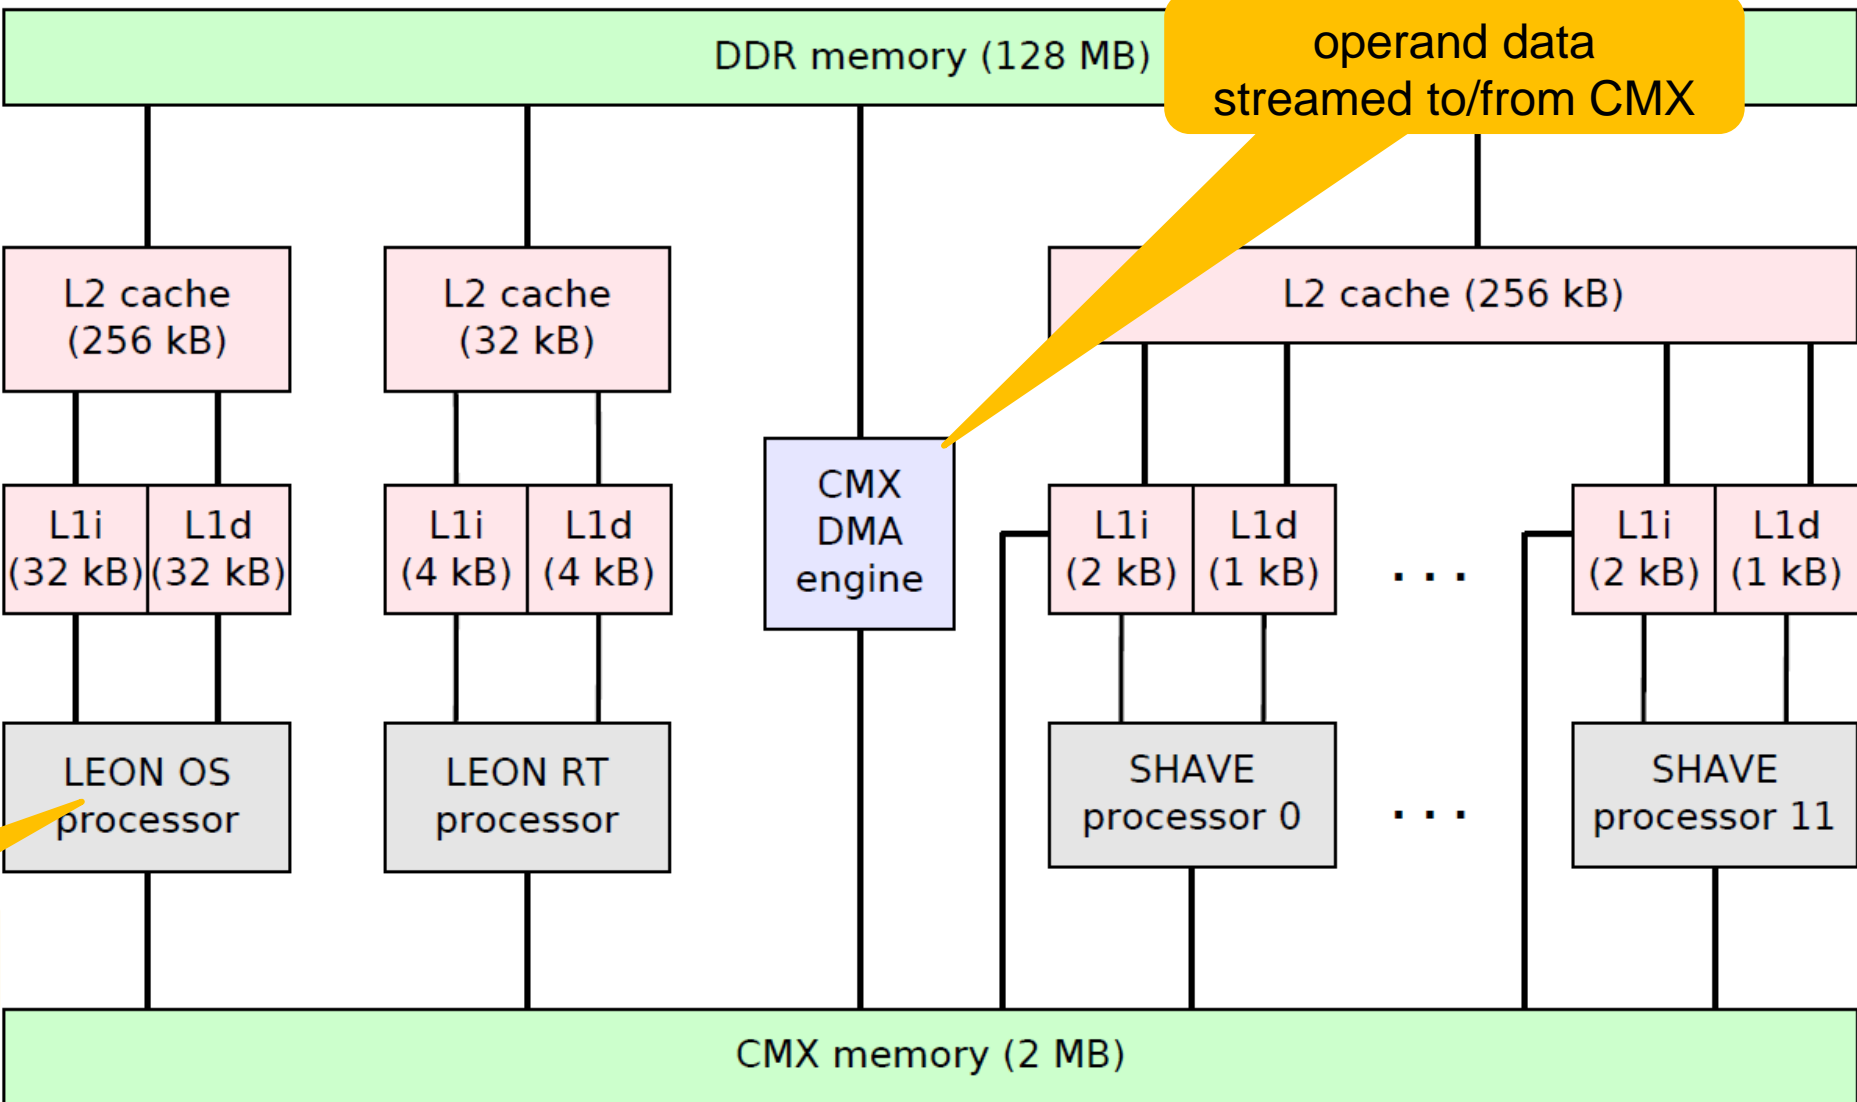 DDR memory (128 MB)
operand data
streamed to/from CMX
L2 cache
(256 kB)
L2 cache
(32 kB)
L2 cache (256 kB)
CMX
DMA
engine
L1i
(32 kB)
L1d
(32 kB)
L1i
(4 kB)
L1d
(4 kB)
L1i
(2 kB)
L1d
(1 kB)
. . .
L1i
(2 kB)
L1d
(1 kB)
LEON OS
processor
LEON RT
processor
SHAVE
processor 0
. . .
SHAVE
processor 11
CMX memory (2 MB)